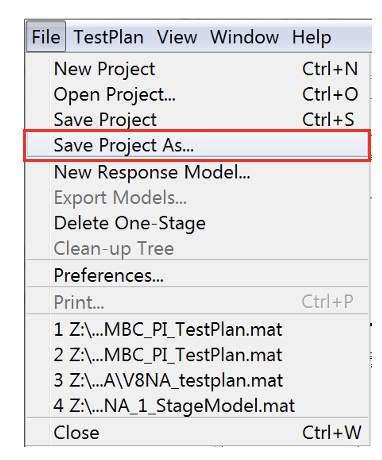 File TestPlan View Window Help
New Project Ctrl+N
Open Project... Ctrl+O
Save Project Ctrl+S
Save Project As...
New Response Model...
Export Models...
Delete One-Stage
Clean-up Tree
Preferences...
Print... Ctrl+P
1 Z:\...MBC_PI_TestPlan.mat
2 Z:\...MBC_PI_TestPlan.mat
3 Z:\...A\V8NA_testplan.mat
4 Z:\...NA_1_StageModel.mat
Close Ctrl+W